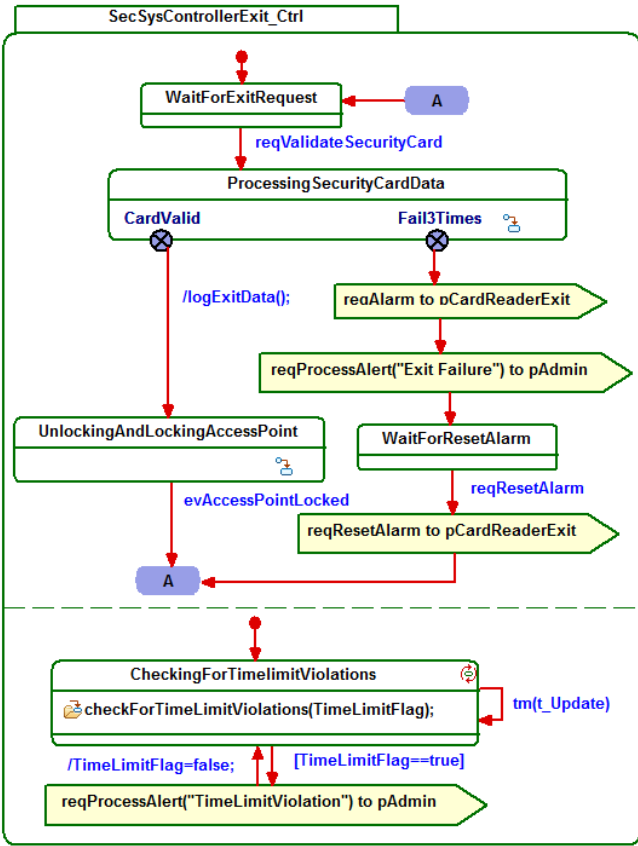 SecSysControllerExit_Ctrl
WaitForExitRequest
A
reqValidateSecurityCard
ProcessingSecurityCardData
CardValid
Fail3Times
/logExitData();
reqAlarm to pCardReaderExit
reqProcessAlert("Exit Failure") to pAdmin
UnlockingAndLockingAccessPoint
WaitForResetAlarm
reqResetAlarm
evAccessPointLocked
reqResetAlarm to pCardReaderExit
A
CheckingForTimelimitViolations
checkForTimeLimitViolations(TimeLimitFlag);
tm(t_Update)
/TimeLimitFlag=false;
[TimeLimitFlag==true]
reqProcessAlert("TimeLimitViolation") to pAdmin